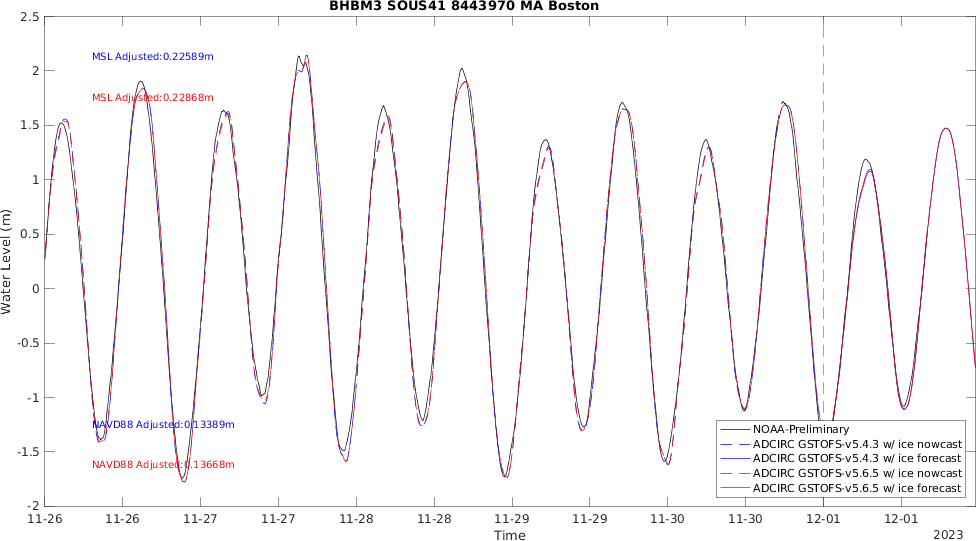 BHBM3 SOUS41 8443970 MA Boston
2.5
2
1.5
1
0.5
0
-0.5
-1
-1.5
-2
Water Level (m)
MSL Adjusted:0.22589m
MSL Adjusted:0.22868m
NAVD88 Adjusted:0.13389m
NAVD88 Adjusted:0.13668m
NOAA-Preliminary
ADCIRC GSTOFS-v5.4.3 w/ ice nowcast
ADCIRC GSTOFS-v5.4.3 w/ ice forecast
ADCIRC GSTOFS-v5.6.5 w/ ice nowcast
ADCIRC GSTOFS-v5.6.5 w/ ice forecast
11-26 11-26 11-27 11-27 11-28 11-28 11-29 11-29 11-30 11-30 12-01 12-01
Time
2023